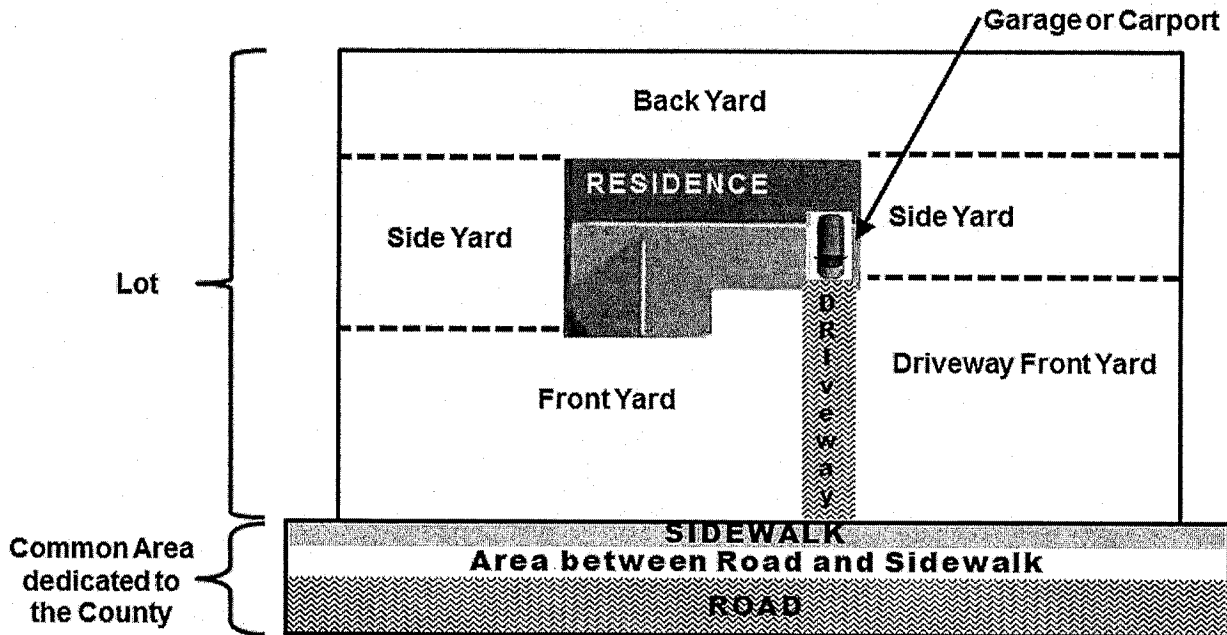 Garage or Carport
Back Yard
RESIDENCE
Side Yard
Side Yard
Lot
DRIveway
Driveway Front Yard
Front Yard
SIDEWALK
Common Area
dedicated to
the County
Area between Road and Sidewalk
ROAD